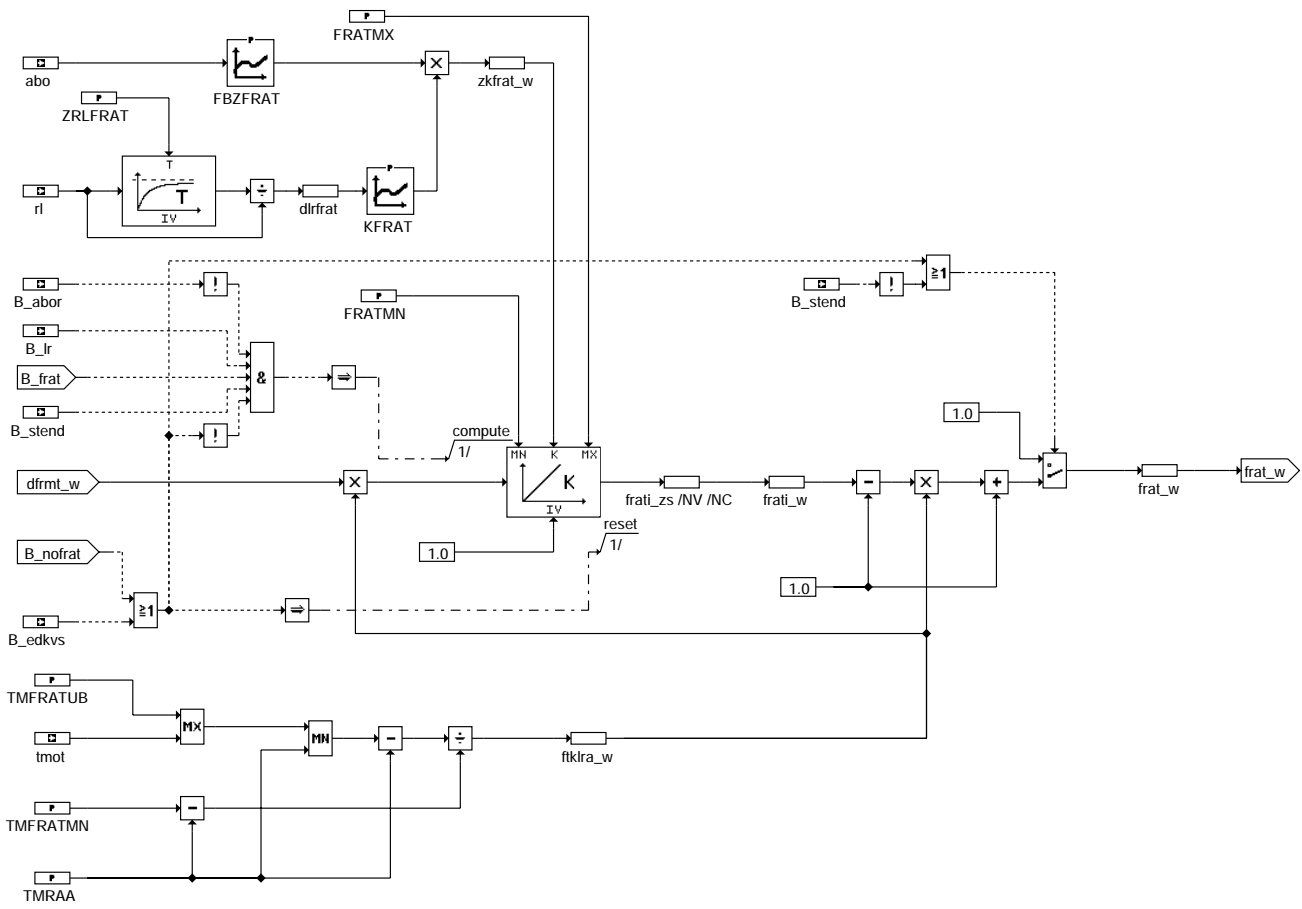 P
FRATMX
P
abo
FBZFRAT
×
zkfrat_w
P
ZRLFRAT
T
T
IV
rl
÷
dlrfrat
P
KFRAT
B_abor
!
P
FRATMN
B_stend
!
≥1
B_lr
B_frat
&
⇒
B_stend
!
compute
1/
1.0
MN K MX
K
IV
dfrmt_w
×
frati_zs /NV /NC
frati_w
−
×
+
frat_w
frat_w
reset
1/
1.0
1.0
B_nofrat
≥1
⇒
B_edkvs
P
TMFRATUB
MX
MN
−
÷
tmot
ftklra_w
P
TMFRATMN
−
P
TMRAA